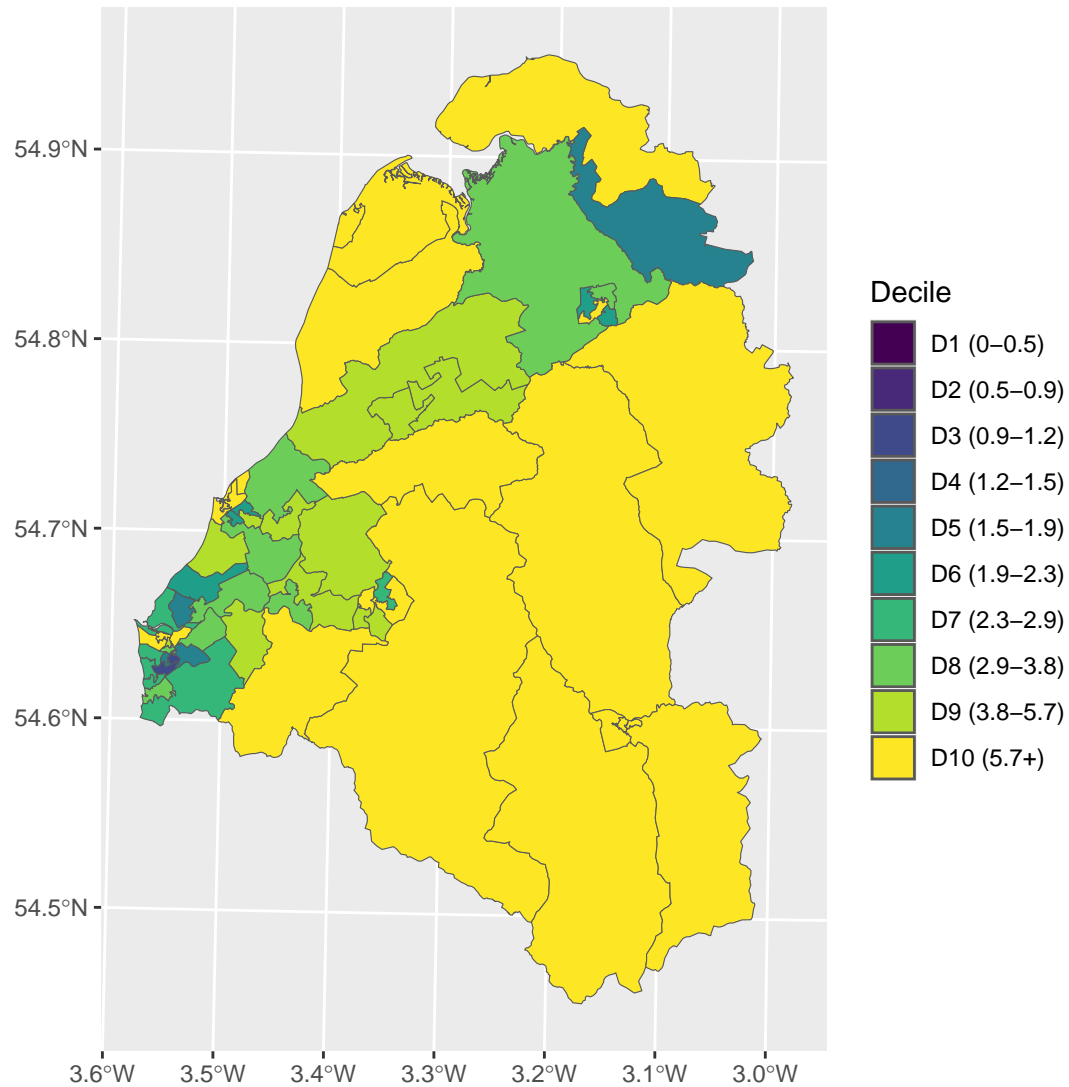 54.9°N
54.8°N
54.7°N
54.6°N
54.5°N
3.6°W
3.5°W
3.4°W
3.3°W
3.2°W
3.1°W
3.0°W
Decile
D1 (0–0.5)
D2 (0.5–0.9)
D3 (0.9–1.2)
D4 (1.2–1.5)
D5 (1.5–1.9)
D6 (1.9–2.3)
D7 (2.3–2.9)
D8 (2.9–3.8)
D9 (3.8–5.7)
D10 (5.7+)